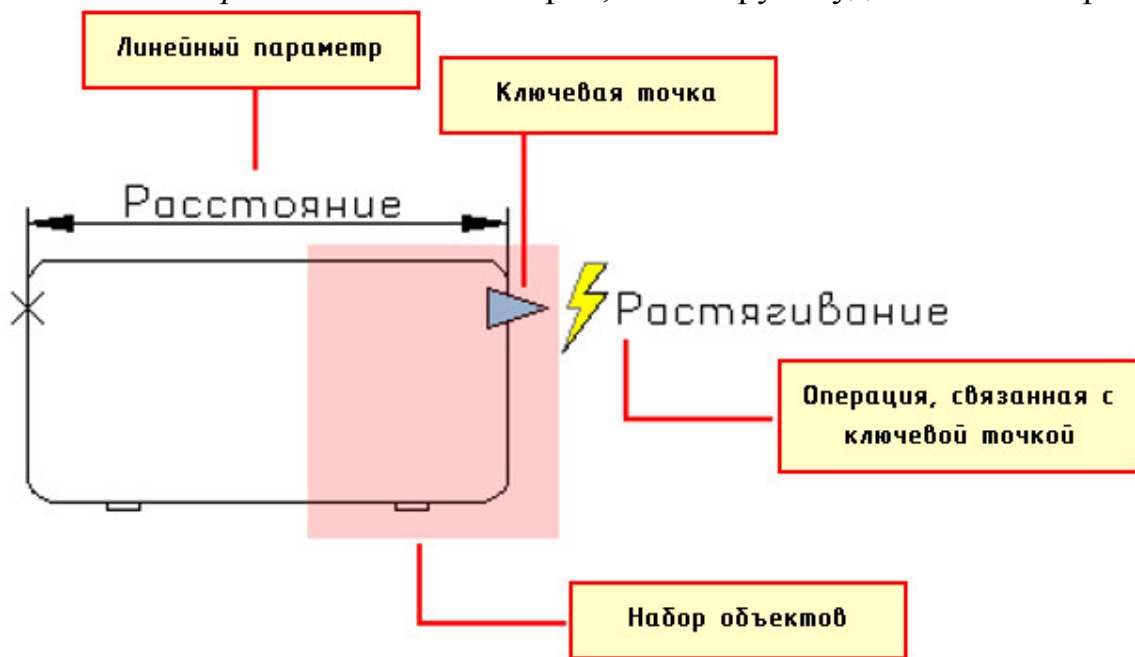 Линейный параметр
Ключевая точка
Расстояние
Растягивание
Операция, связанная с
ключевой точкой
Набор объектов